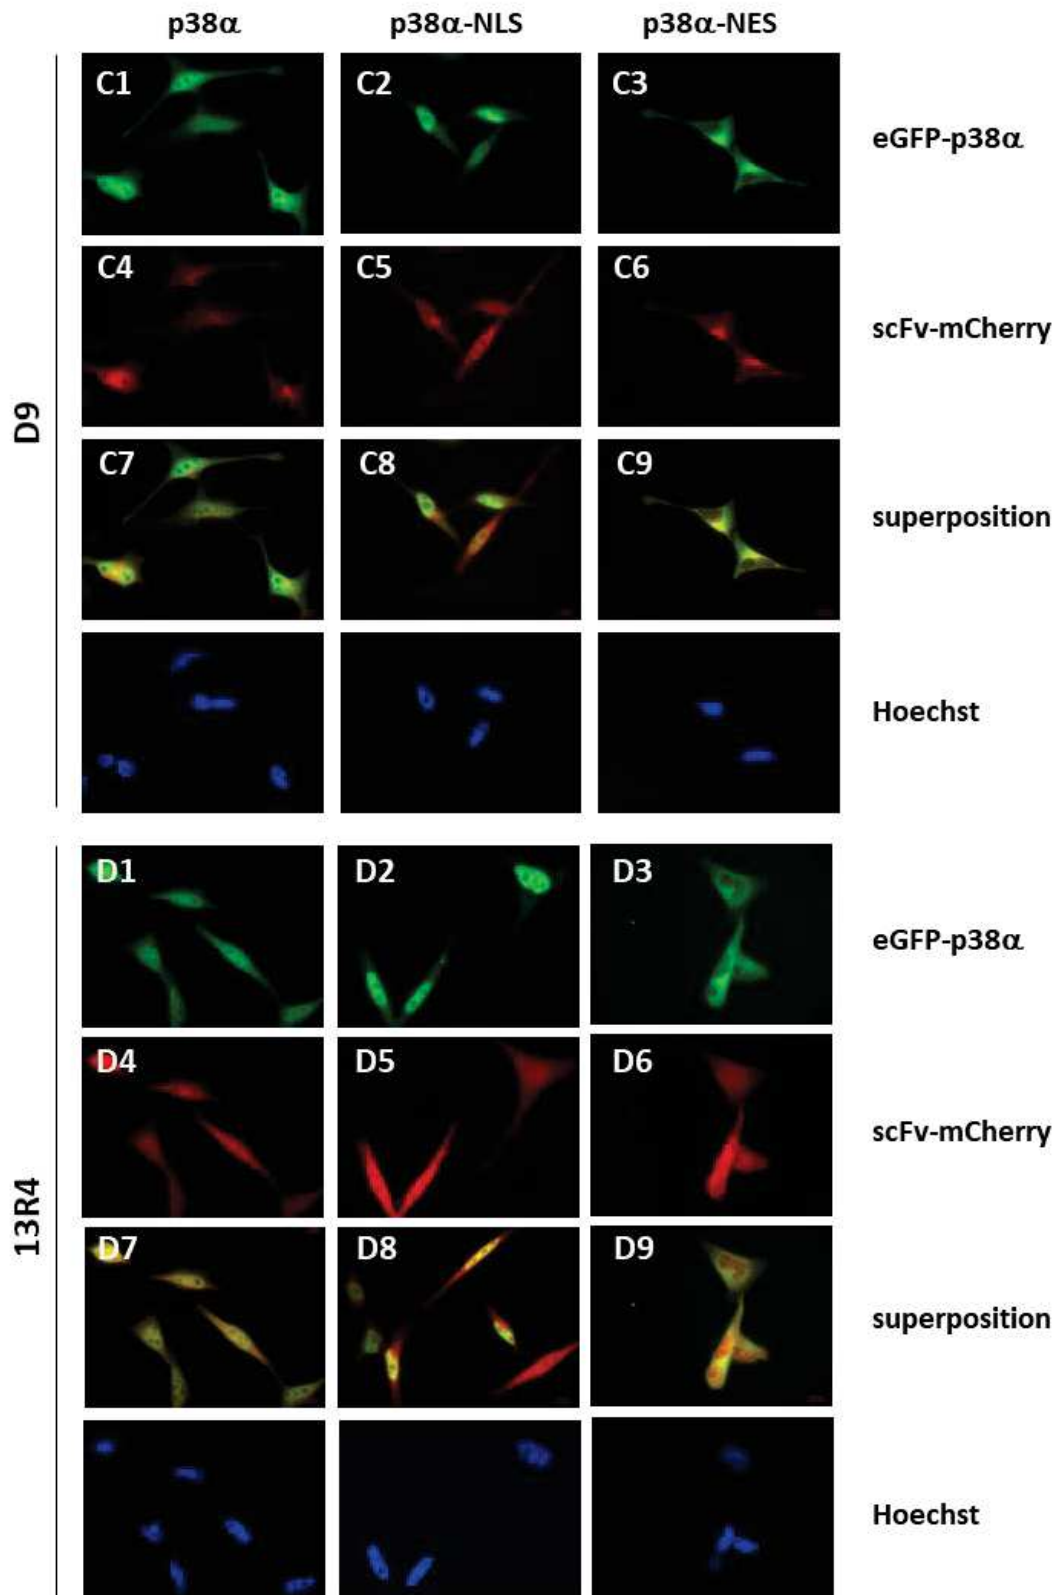 p38α p38α-NLS p38α-NES
C1 C2 C3 eGFP-p38α
C4 C5 C6 scFv-mCherry
D9
C7 C8 C9 superposition
Hoechst
D1 D2 D3 eGFP-p38α
D4 D5 D6 scFv-mCherry
13R4
D7 D8 D9 superposition
Hoechst